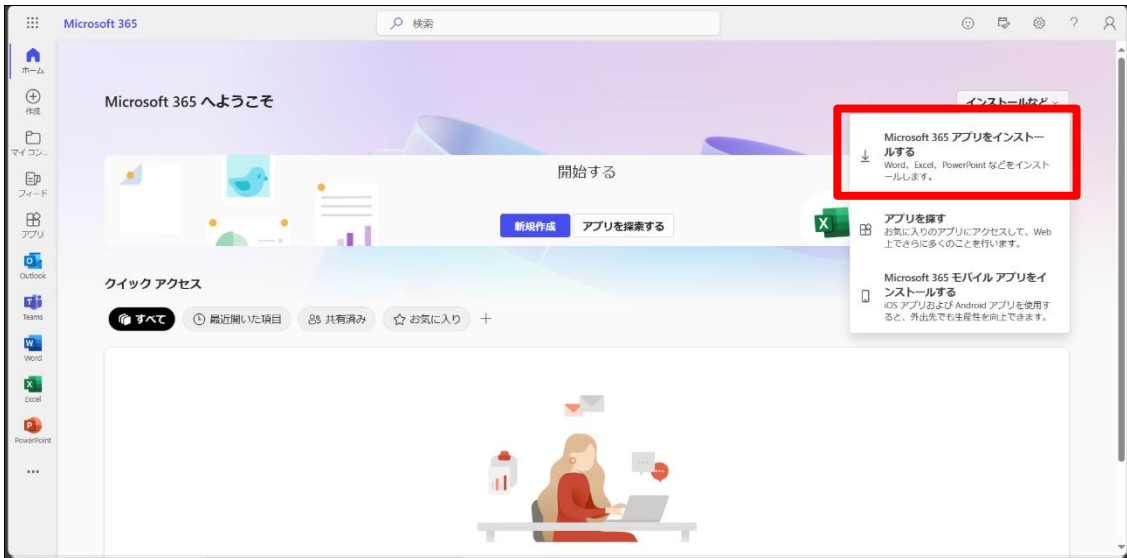 Microsoft 365
検索
?
ホーム
作成
マイ コン...
フィード
アプリ
Outlook
Teams
Word
Excel
PowerPoint
Microsoft 365 へようこそ
インストールなど
Microsoft 365 アプリをインストー
ルする
Word、Excel、PowerPoint などをインスト
ールします。
アプリを探す
お気に入りのアプリにアクセスして、Web
上でさらに多くのことを行います。
Microsoft 365 モバイル アプリをイ
ンストールする
iOS アプリおよび Android アプリを使用す
ると、外出先でも生産性を向上できます。
開始する
新規作成
アプリを探索する
クイック アクセス
すべて
最近開いた項目
共有済み
お気に入り